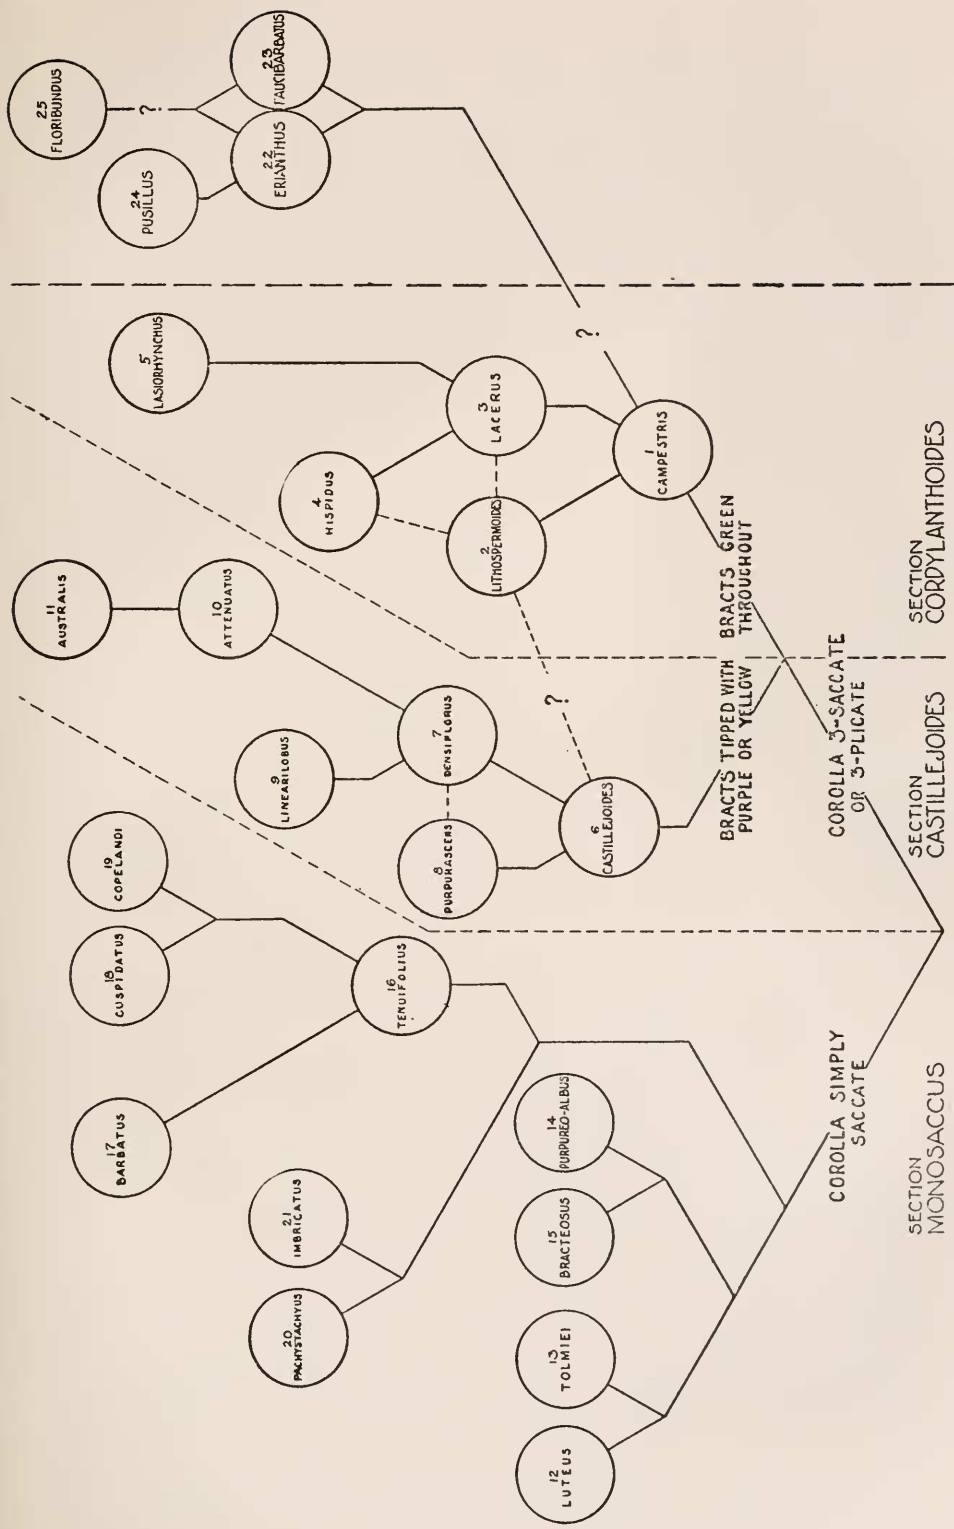 25
FLORIBUNDUS
?
24
PUSILLUS
22
ERIANTHUS
23
FAUCIBARBATUS
5
LASIORHYNCHUS
?
4
HISPIDUS
3
LACERUS
2
LITHOSPERMOIDES
1
CAMPESTRIS
BRACTS GREEN
THROUGHOUT
11
AUSTRALIS
10
ATTENUATUS
9
LINEARILOBUS
7
DENSIFLORUS
8
PURPURASCENS
?
6
CASTILLEJOIDES
BRACTS TIPPED WITH
PURPLE OR YELLOW
COROLLA 3-SACCATE
OR 3-PLICATE
19
COPELANDI
18
CUSPIDATUS
17
BARBATUS
16
TENUIFOLIUS
21
IMBRICATUS
20
PACHYSTACHYUS
14
PURPUREO-ALBUS
15
BRACTEOSUS
13
TOLMIEI
12
LUTEUS
COROLLA SIMPLY
SACCATE
SECTION
MONOSACCUS
SECTION
CASTILLEJOIDES
SECTION
CORDYLANTHOIDES